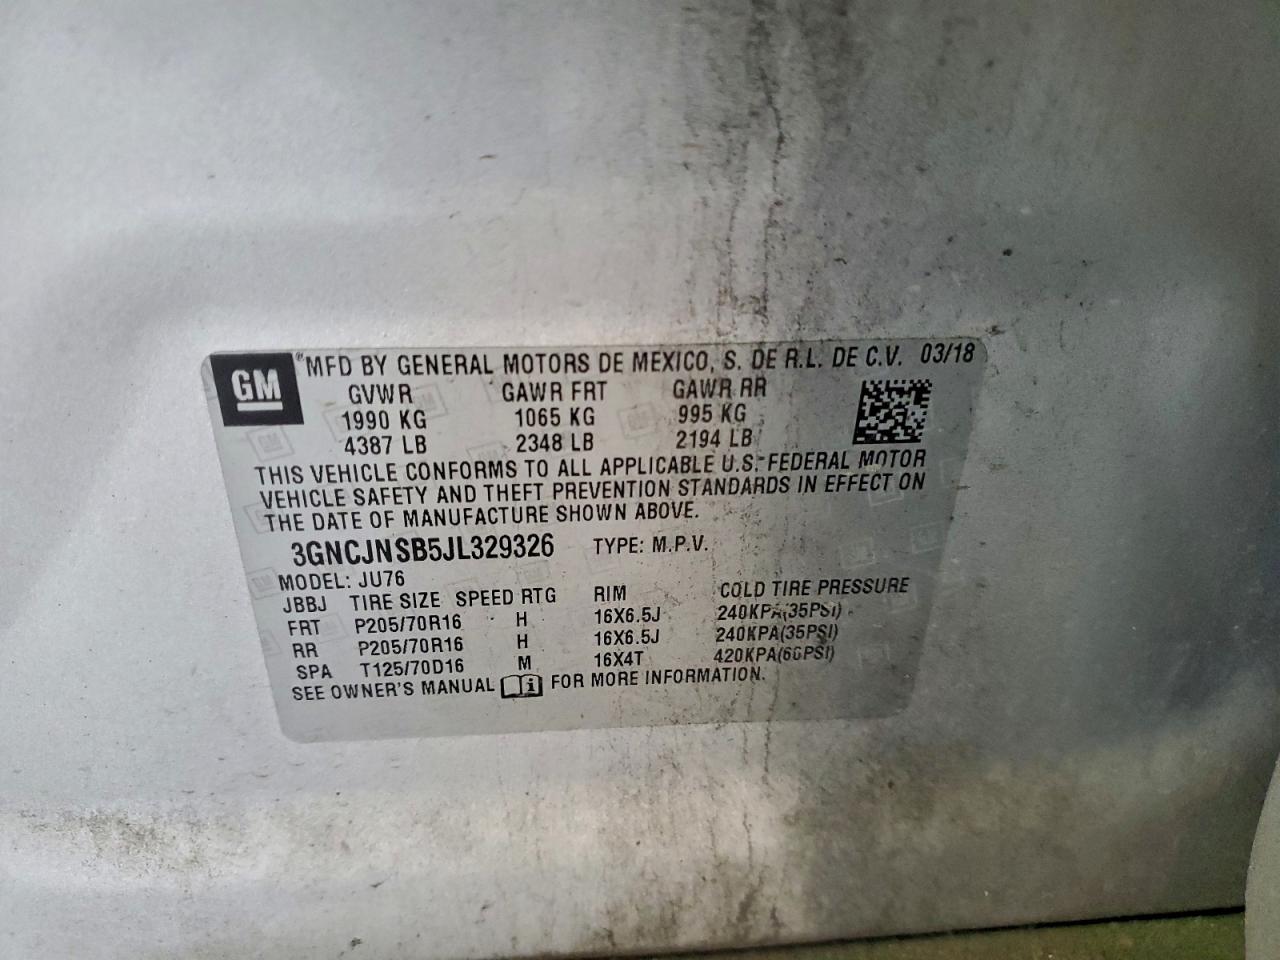 GM ®MFD BY GENERAL MOTORS DE MEXICO, S. DE R.L. DE C.V. 03/18
GVWR GAWR FRT GAWR RR
1990 KG 1065 KG 995 KG
4387 LB 2348 LB 2194 LB
THIS VEHICLE CONFORMS TO ALL APPLICABLE U.S. FEDERAL MOTOR
VEHICLE SAFETY AND THEFT PREVENTION STANDARDS IN EFFECT ON
THE DATE OF MANUFACTURE SHOWN ABOVE.
3GNCJNSB5JL329326 TYPE: M.P.V.
MODEL: JU76
JBBJ TIRE SIZE SPEED RTG RIM COLD TIRE PRESSURE
FRT P205/70R16 H 16X6.5J 240KPA(35PSI)
RR P205/70R16 H 16X6.5J 240KPA(35PSI)
SPA T125/70D16 M 16X4T 420KPA(60PSI)
SEE OWNER'S MANUAL i FOR MORE INFORMATION.